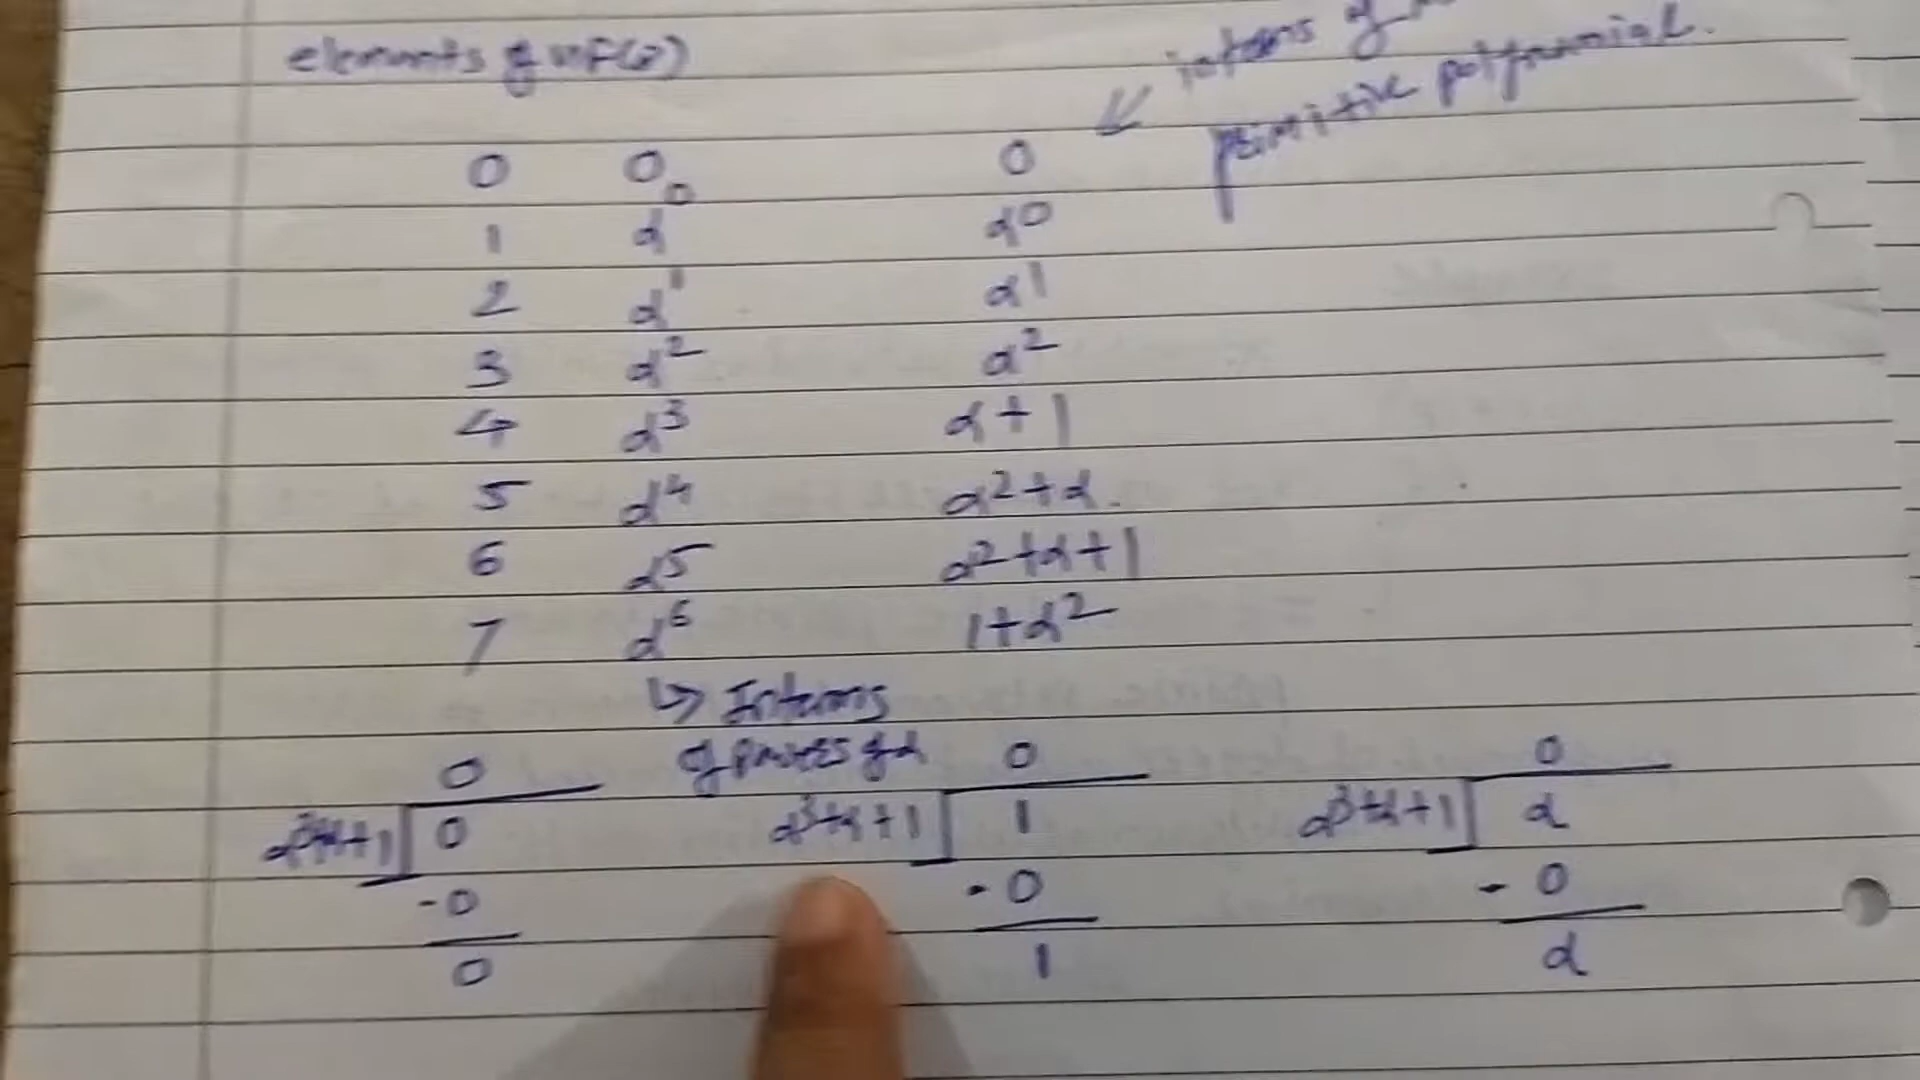 elements of GF(8)
interms of
primitive polynomial.
0 0 0
1 α⁰ α⁰
2 α¹ α¹
3 α² α²
4 α³ α+1
5 α⁴ α²+α.
6 α⁵ α²+α+1
7 α⁶ 1+α²
↳ Interms
of powers of α
0 0 0
α³+α+1 0 α³+α+1 1 α³+α+1 α
-0 -0 -0
0 1 α